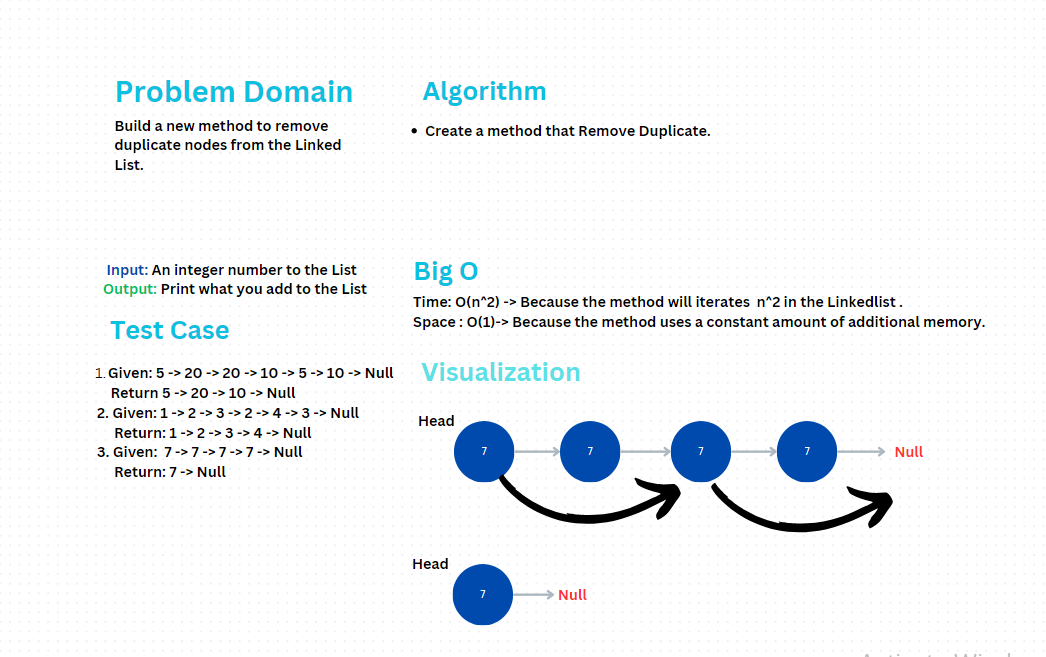 Problem Domain
Build a new method to remove
duplicate nodes from the Linked
List.
Algorithm
• Create a method that Remove Duplicate.
Input: An integer number to the List
Output: Print what you add to the List
Test Case
1. Given: 5 -> 20 -> 20 -> 10 -> 5 -> 10 -> Null
Return 5 -> 20 -> 10 -> Null
2. Given: 1 -> 2 -> 3 -> 2 -> 4 -> 3 -> Null
Return: 1 -> 2 -> 3 -> 4 -> Null
3. Given: 7 -> 7 -> 7 -> 7 -> Null
Return: 7 -> Null
Big O
Time: O(n^2) -> Because the method will iterates n^2 in the Linkedlist .
Space : O(1)-> Because the method uses a constant amount of additional memory.
Visualization
Head
7 7 7 7 Null
Head
7 Null